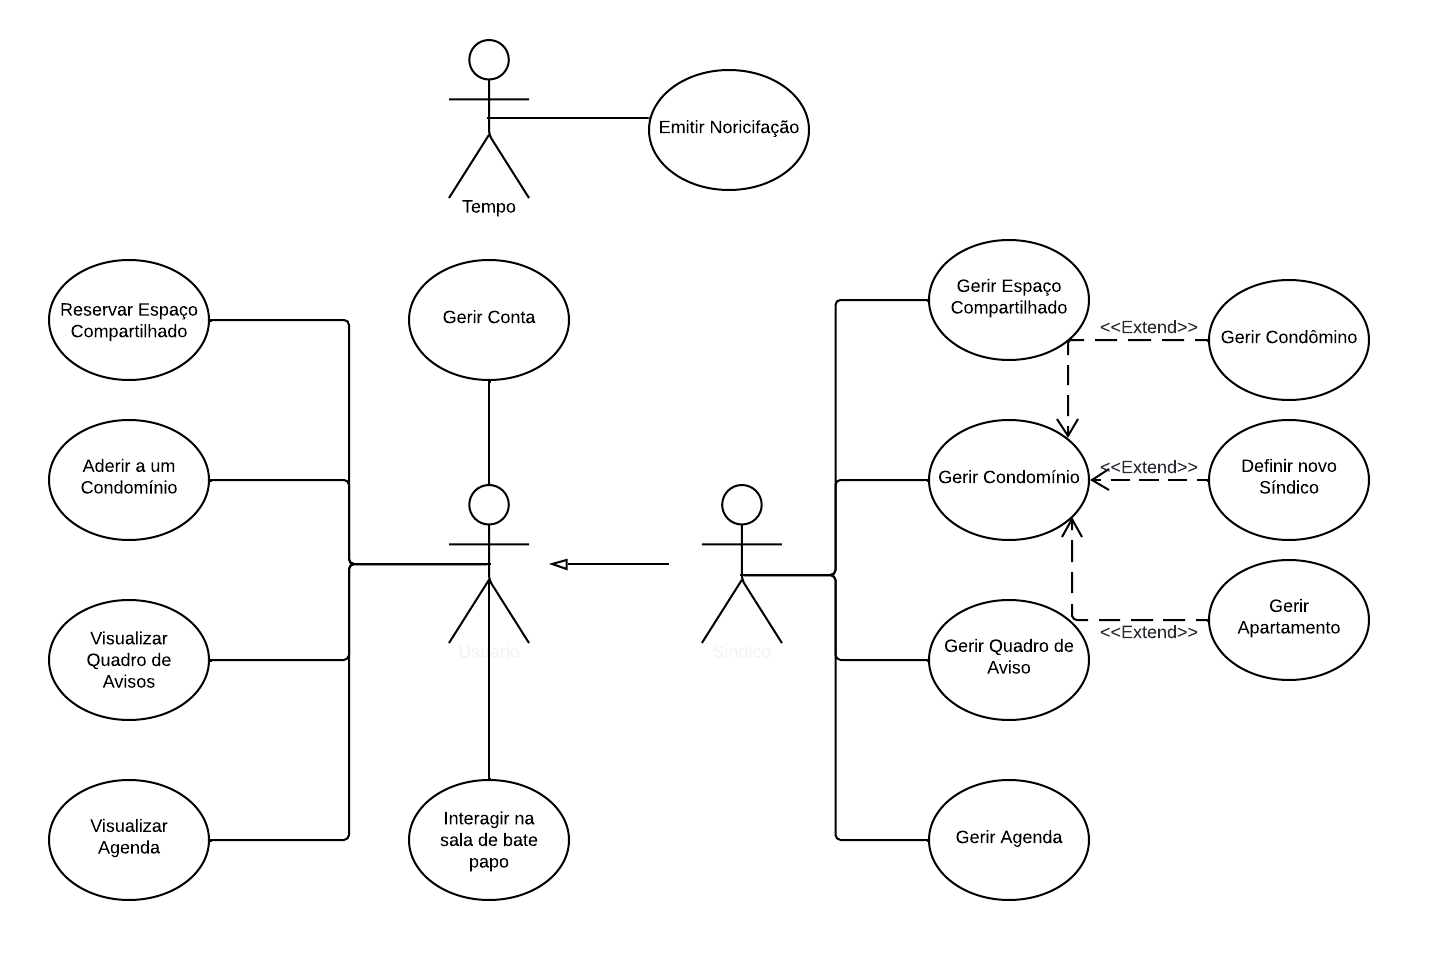 Emitir Noricifação
Tempo
Reservar Espaço
Compartilhado
Gerir Conta
Gerir Espaço
Compartilhado
<<Extend>>
Gerir Condômino
Aderir a um
Condomínio
Gerir Condomínio
<<Extend>>
Definir novo
Síndico
Visualizar
Quadro de
Avisos
Usuario
Sindico
Gerir Quadro de
Aviso
<<Extend>>
Gerir
Apartamento
Visualizar
Agenda
Interagir na
sala de bate
papo
Gerir Agenda